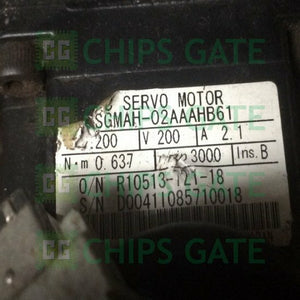 CHIPS GATE
SERVO MOTOR
SGMAH-02AAAHB61
200 V 200 A 2.1
N·m 0.637 3000 Ins. B
O/N R10513-121-18
S/N D00411085710018
CHIPS GATE